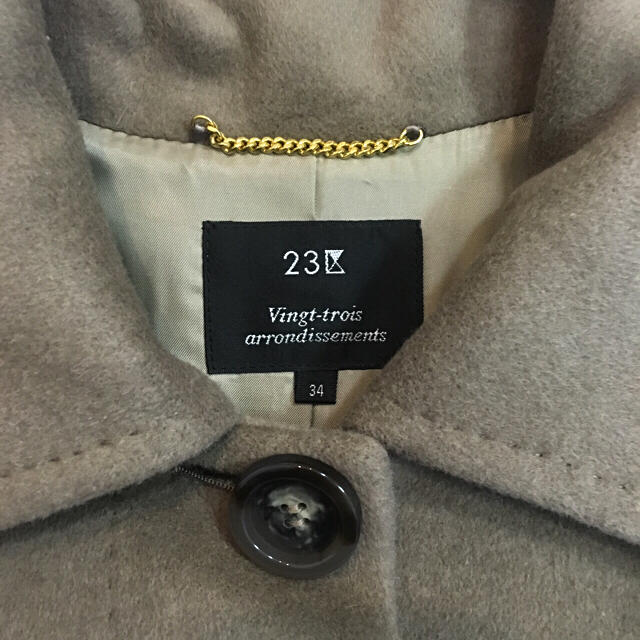 23区
Vingt-trois
arrondissements
34